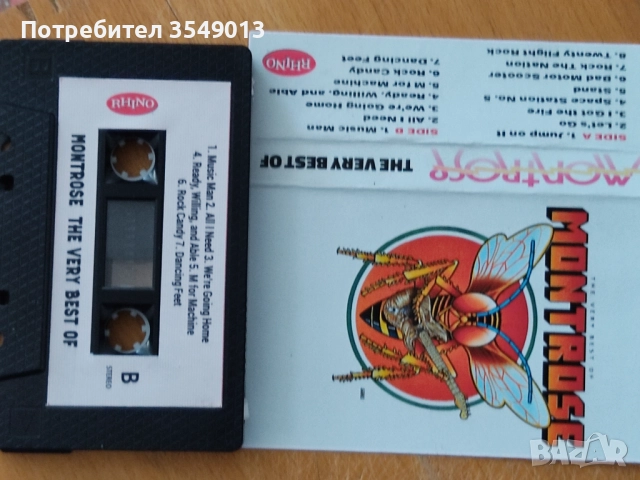 Потребител 3549013
RHINO
MONTROSE THE VERY BEST OF
1. Music Man 2. All I Need 3. We're Going Home
4. Ready, Willing, and Able 5. M for Machine
6. Rock Candy 7. Dancing Feet
B
STEREO
RHINO
SIDE A 1. Jump on It
2. Let's Go
3. I Got the Fire
4. Space Station No. 5
5. Stand
6. Bad Motor Scooter
7. Rock The Nation
8. Twenty Flight Rock
SIDE B 1. Music Man
2. All I Need
3. We're Going Home
4. Ready, Willing, and Able
5. M for Machine
6. Rock Candy
7. Dancing Feet
MONTROSE THE VERY BEST OF
THE VERY BEST OF
MONTROSE
BAZAR